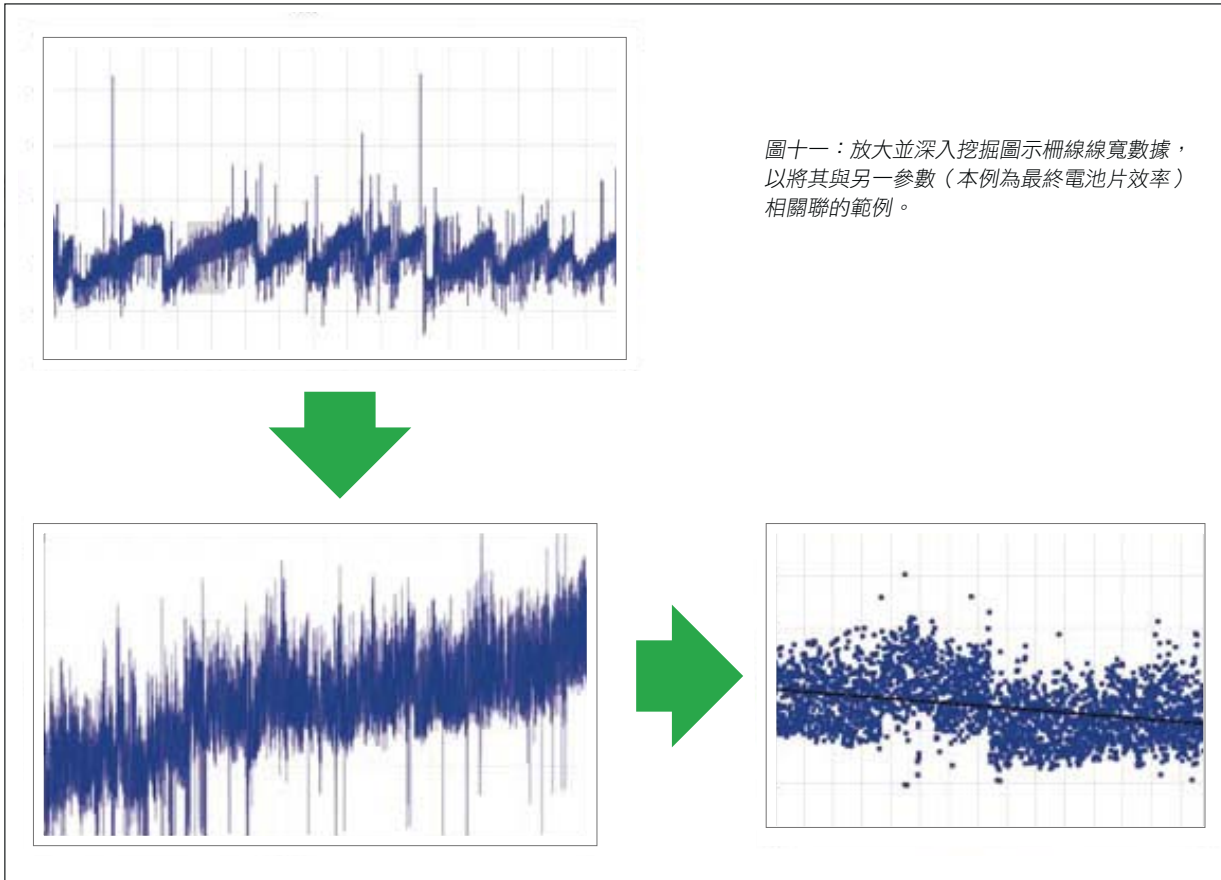 圖十一：放大並深入挖掘圖示柵線線寬數據，
以將其與另一參數（本例為最終電池片效率）
相關聯的範例。